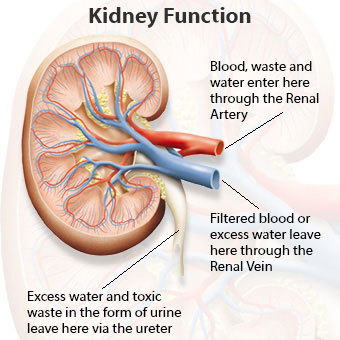 Kidney Function
Blood, waste and
water enter here
through the Renal
Artery
Filtered blood or
excess water leave
here through the
Renal Vein
Excess water and toxic
waste in the form of urine
leave here via the ureter